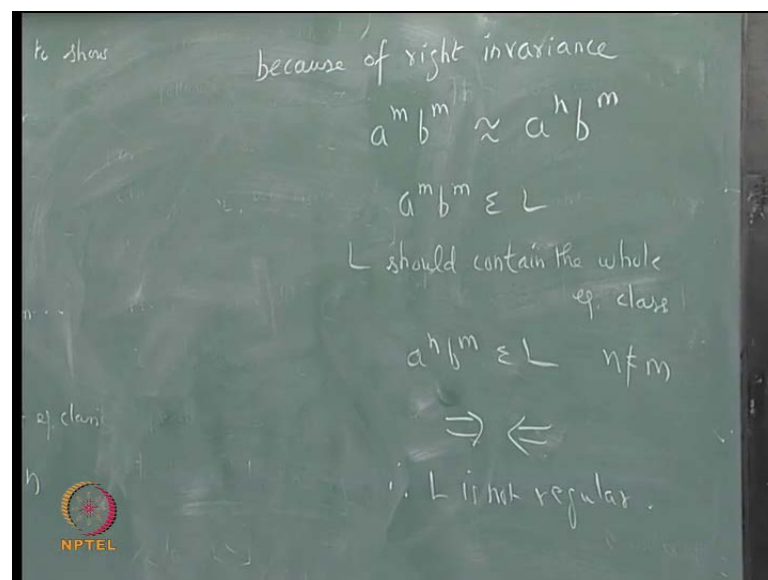 to show
because of right invariance
a^m b^m ≈ a^n b^m
a^m b^m ε L
L should contain the whole
eq. class
a^n b^m ε L n ≠ m
eq. class
⇒ ⇐
n
∴ L is not regular.
NPTEL